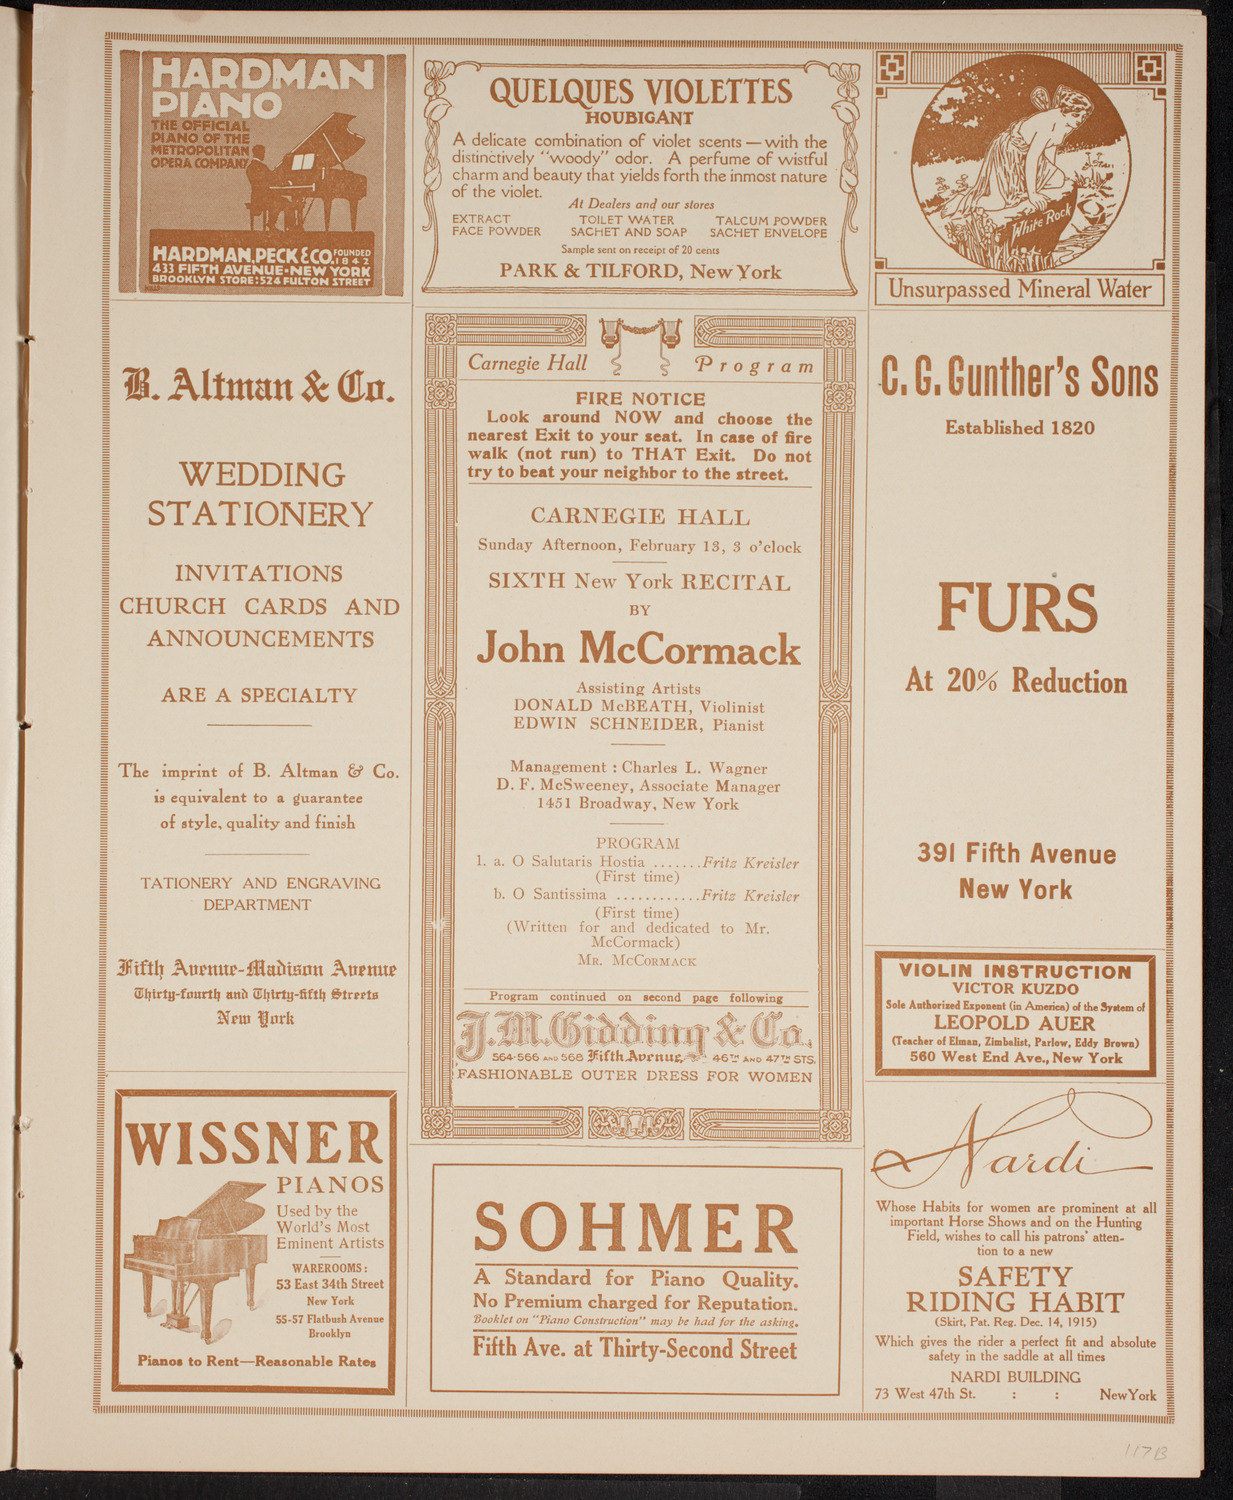 HARDMAN
PIANO
THE OFFICIAL
PIANO OF THE
METROPOLITAN
OPERA COMPANY
HARDMAN, PECK & CO. FOUNDED 1842
433 FIFTH AVENUE-NEW YORK
BROOKLYN STORE: 524 FULTON STREET
QUELQUES VIOLETTES
HOUBIGANT
A delicate combination of violet scents — with the
distinctively "woody" odor. A perfume of wistful
charm and beauty that yields forth the inmost nature
of the violet.
At Dealers and our stores
EXTRACT TOILET WATER TALCUM POWDER
FACE POWDER SACHET AND SOAP SACHET ENVELOPE
Sample sent on receipt of 20 cents
PARK & TILFORD, New York
White Rock
Unsurpassed Mineral Water
B. Altman & Co.
WEDDING
STATIONERY
INVITATIONS
CHURCH CARDS AND
ANNOUNCEMENTS
ARE A SPECIALTY
The imprint of B. Altman & Co.
is equivalent to a guarantee
of style, quality and finish
TATIONERY AND ENGRAVING
DEPARTMENT
Fifth Avenue-Madison Avenue
Thirty-fourth and Thirty-fifth Streets
New York
WISSNER
PIANOS
Used by the
World's Most
Eminent Artists
WAREROOMS:
53 East 34th Street
New York
55-57 Flatbush Avenue
Brooklyn
Pianos to Rent—Reasonable Rates
Carnegie Hall Program
FIRE NOTICE
Look around NOW and choose the
nearest Exit to your seat. In case of fire
walk (not run) to THAT Exit. Do not
try to beat your neighbor to the street.
CARNEGIE HALL
Sunday Afternoon, February 13, 3 o'clock
SIXTH New York RECITAL
BY
John McCormack
Assisting Artists
DONALD McBEATH, Violinist
EDWIN SCHNEIDER, Pianist
Management : Charles L. Wagner
D. F. McSweeney, Associate Manager
1451 Broadway, New York
PROGRAM
1. a. O Salutaris Hostia .......Fritz Kreisler
(First time)
b. O Santissima ............Fritz Kreisler
(First time)
(Written for and dedicated to Mr.
McCormack)
MR. MCCORMACK
Program continued on second page following
J. M. Gidding & Co.
564-566 AND 568 Fifth Avenue, 46TH AND 47TH STS.
FASHIONABLE OUTER DRESS FOR WOMEN
SOHMER
A Standard for Piano Quality.
No Premium charged for Reputation.
Booklet on "Piano Construction" may be had for the asking.
Fifth Ave. at Thirty-Second Street
C. G. Gunther's Sons
Established 1820
FURS
At 20% Reduction
391 Fifth Avenue
New York
VIOLIN INSTRUCTION
VICTOR KUZDO
Sole Authorized Exponent (in America) of the System of
LEOPOLD AUER
(Teacher of Elman, Zimbalist, Parlow, Eddy Brown)
560 West End Ave., New York
Nardi
Whose Habits for women are prominent at all
important Horse Shows and on the Hunting
Field, wishes to call his patrons' atten-
tion to a new
SAFETY
RIDING HABIT
(Skirt, Pat. Reg. Dec. 14, 1915)
Which gives the rider a perfect fit and absolute
safety in the saddle at all times
NARDI BUILDING
73 West 47th St. : : New York
117B